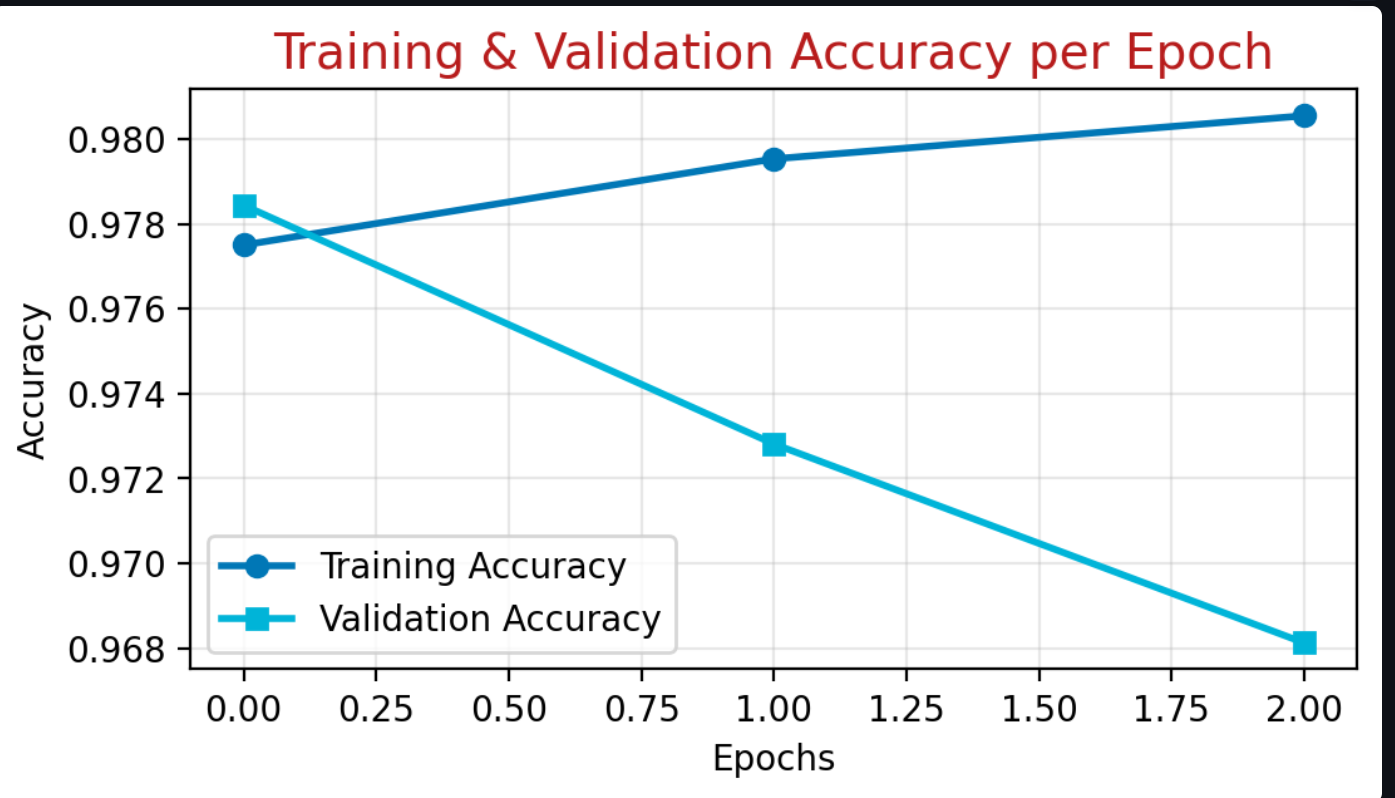 Training & Validation Accuracy per Epoch
0.980
0.978
0.976
0.974
0.972
0.970
0.968
Accuracy
Training Accuracy
Validation Accuracy
0.00 0.25 0.50 0.75 1.00 1.25 1.50 1.75 2.00
Epochs